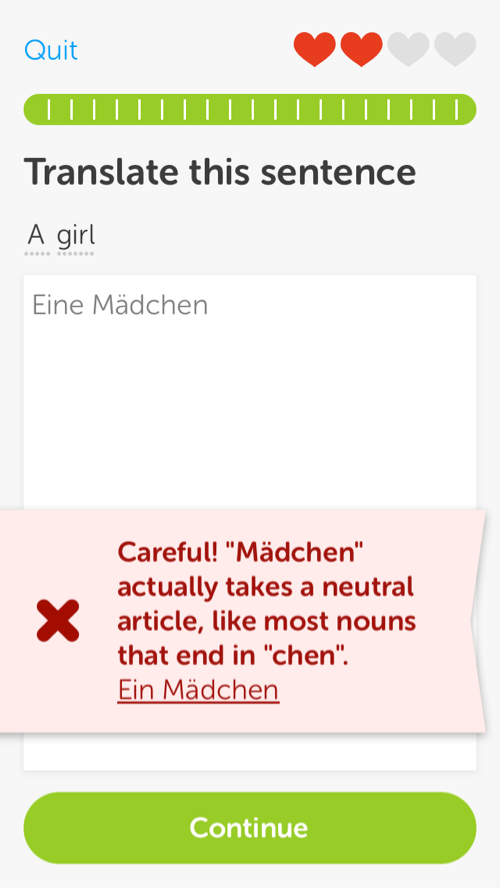 Quit
Translate this sentence
A girl
Eine Mädchen
Careful! "Mädchen"
actually takes a neutral
article, like most nouns
that end in "chen".
Ein Mädchen
Continue